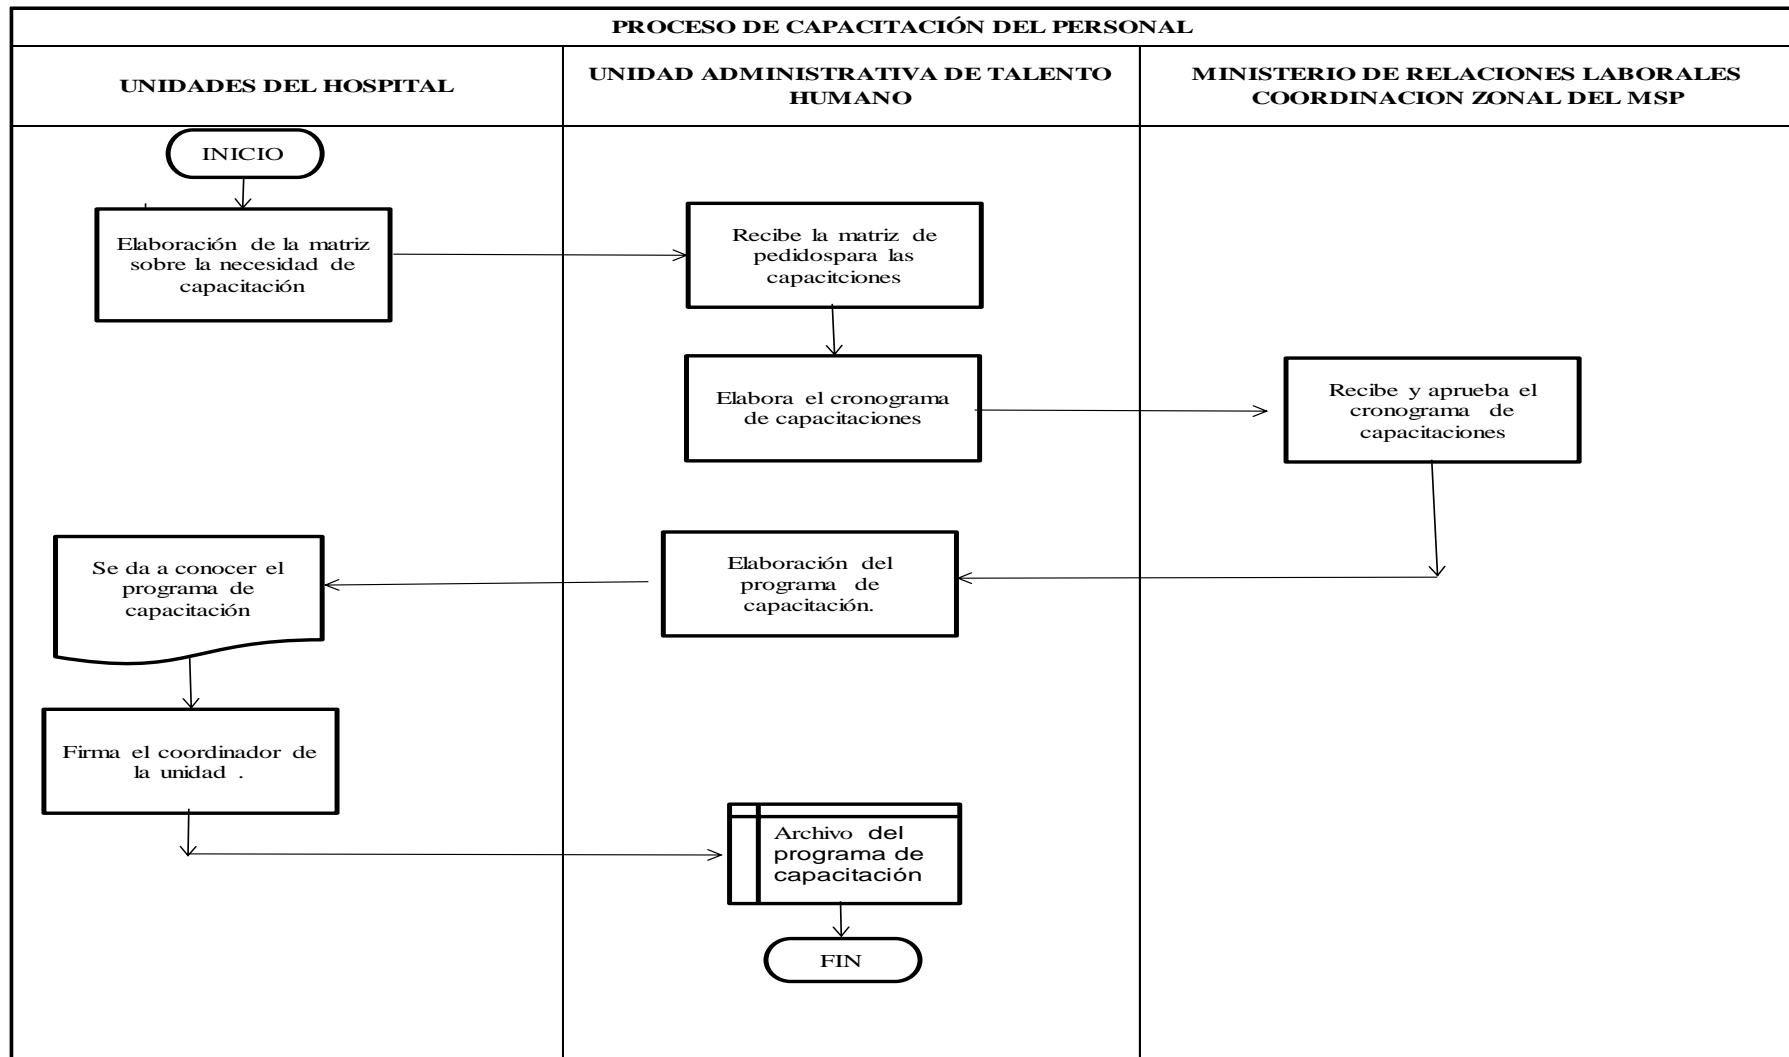 PROCESO DE CAPACITACIÓN DEL PERSONAL
UNIDADES DEL HOSPITAL
UNIDAD ADMINISTRATIVA DE TALENTO
HUMANO
MINISTERIO DE RELACIONES LABORALES
COORDINACION ZONAL DEL MSP
INICIO
Elaboración de la matriz
sobre la necesidad de
capacitación
Recibe la matriz de
pedidospara las
capacitciones
Elabora el cronograma
de capacitaciones
Recibe y aprueba el
cronograma de
capacitaciones
Elaboración del
programa de
capacitación.
Se da a conocer el
programa de
capacitación
Firma el coordinador de
la unidad .
Archivo del
programa de
capacitación
FIN